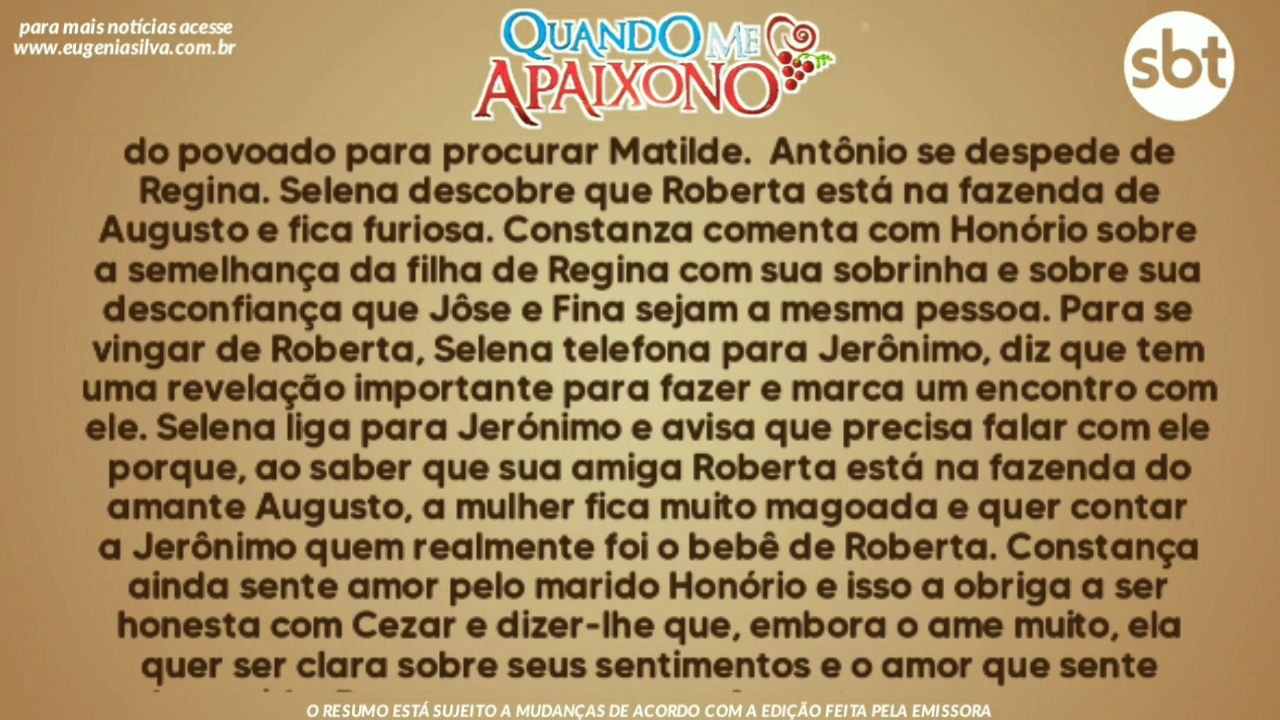 para mais notícias acesse
www.eugeniasilva.com.br
QUANDO ME
APAIXONO
sbt
do povoado para procurar Matilde. Antônio se despede de
Regina. Selena descobre que Roberta está na fazenda de
Augusto e fica furiosa. Constanza comenta com Honório sobre
a semelhança da filha de Regina com sua sobrinha e sobre sua
desconfiança que Jôse e Fina sejam a mesma pessoa. Para se
vingar de Roberta, Selena telefona para Jerônimo, diz que tem
uma revelação importante para fazer e marca um encontro com
ele. Selena liga para Jerónimo e avisa que precisa falar com ele
porque, ao saber que sua amiga Roberta está na fazenda do
amante Augusto, a mulher fica muito magoada e quer contar
a Jerônimo quem realmente foi o bebê de Roberta. Constança
ainda sente amor pelo marido Honório e isso a obriga a ser
honesta com Cezar e dizer-lhe que, embora o ame muito, ela
quer ser clara sobre seus sentimentos e o amor que sente
O RESUMO ESTÁ SUJEITO A MUDANÇAS DE ACORDO COM A EDIÇÃO FEITA PELA EMISSORA